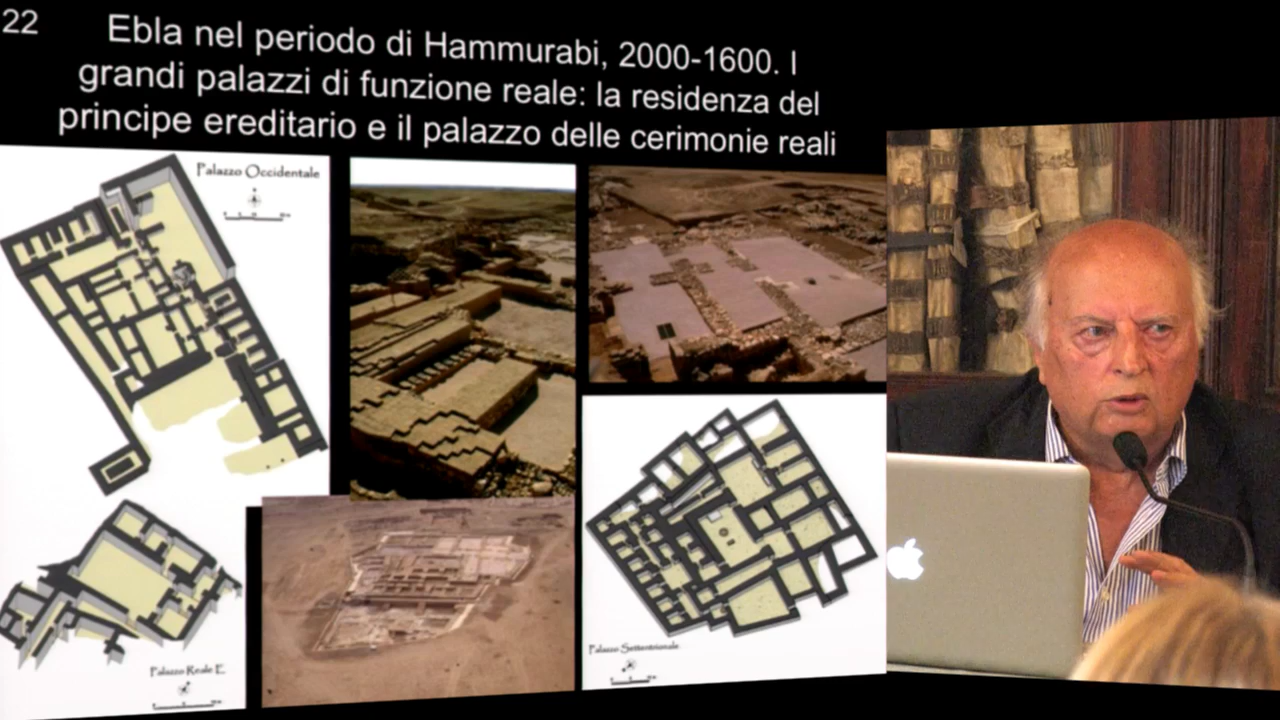 22
Ebla nel periodo di Hammurabi, 2000-1600. I
grandi palazzi di funzione reale: la residenza del
principe ereditario e il palazzo delle cerimonie reali
Palazzo Occidentale
Palazzo Reale E
Palazzo Settentrionale